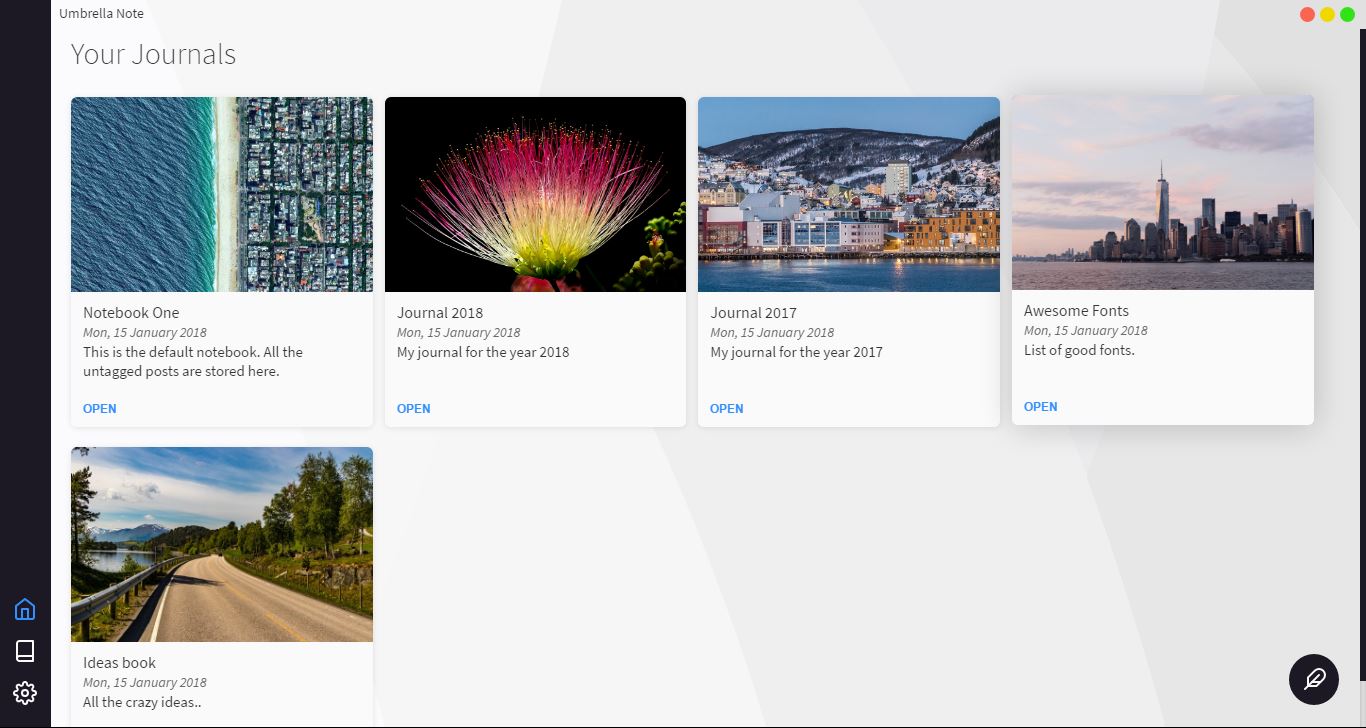 Umbrella Note
Your Journals
Notebook One
Mon, 15 January 2018
This is the default notebook. All the
untagged posts are stored here.
OPEN
Journal 2018
Mon, 15 January 2018
My journal for the year 2018
OPEN
Journal 2017
Mon, 15 January 2018
My journal for the year 2017
OPEN
Awesome Fonts
Mon, 15 January 2018
List of good fonts.
OPEN
Ideas book
Mon, 15 January 2018
All the crazy ideas..